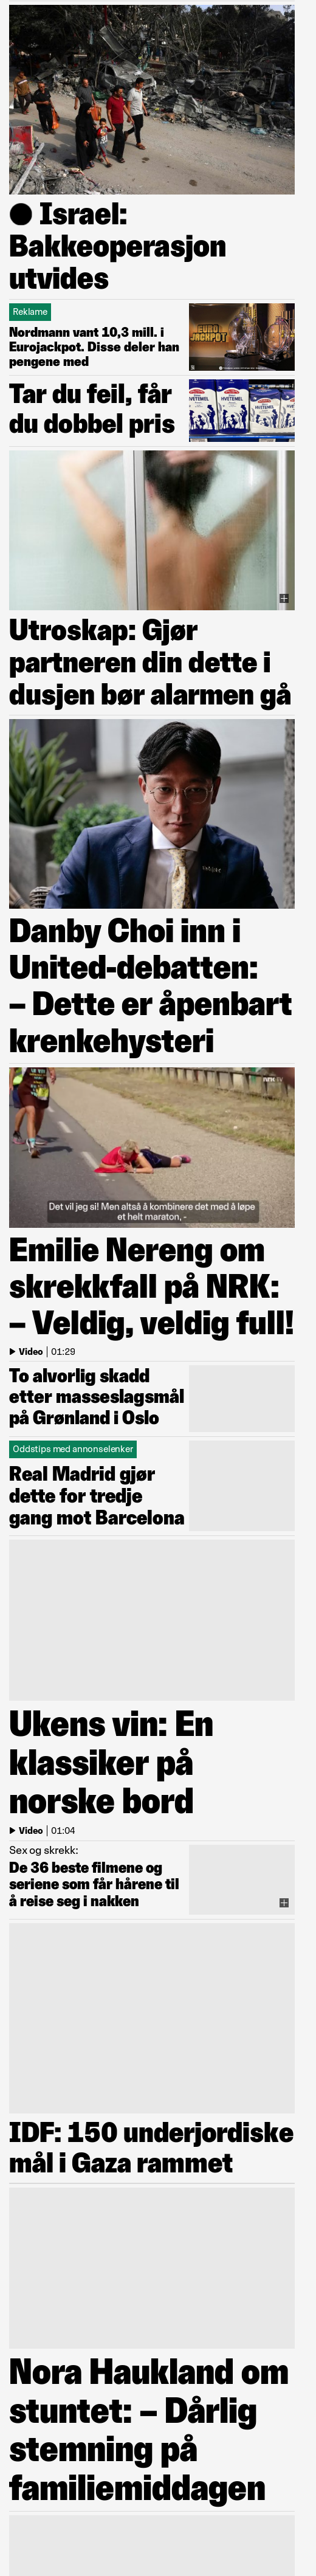 Israel:
Bakkeoperasjon
utvides
Reklame
Nordmann vant 10,3 mill. i
Eurojackpot. Disse deler han
pengene med
EURO
JACKPOT
Tar du feil, får
du dobbel pris
HVETEMEL
HVETEMEL
Utroskap: Gjør
partneren din dette i
dusjen bør alarmen gå
Danby Choi inn i
United-debatten:
– Dette er åpenbart
krenkehysteri
NRK TV
Det vil jeg si! Men altså å kombinere det med å løpe
et helt maraton, -
Emilie Nereng om
skrekkfall på NRK:
– Veldig, veldig full!
Video | 01:29
To alvorlig skadd
etter masseslagsmål
på Grønland i Oslo
Oddstips med annonselenker
Real Madrid gjør
dette for tredje
gang mot Barcelona
Ukens vin: En
klassiker på
norske bord
Video | 01:04
Sex og skrekk:
De 36 beste filmene og
seriene som får hårene til
å reise seg i nakken
IDF: 150 underjordiske
mål i Gaza rammet
Nora Haukland om
stuntet: – Dårlig
stemning på
familiemiddagen